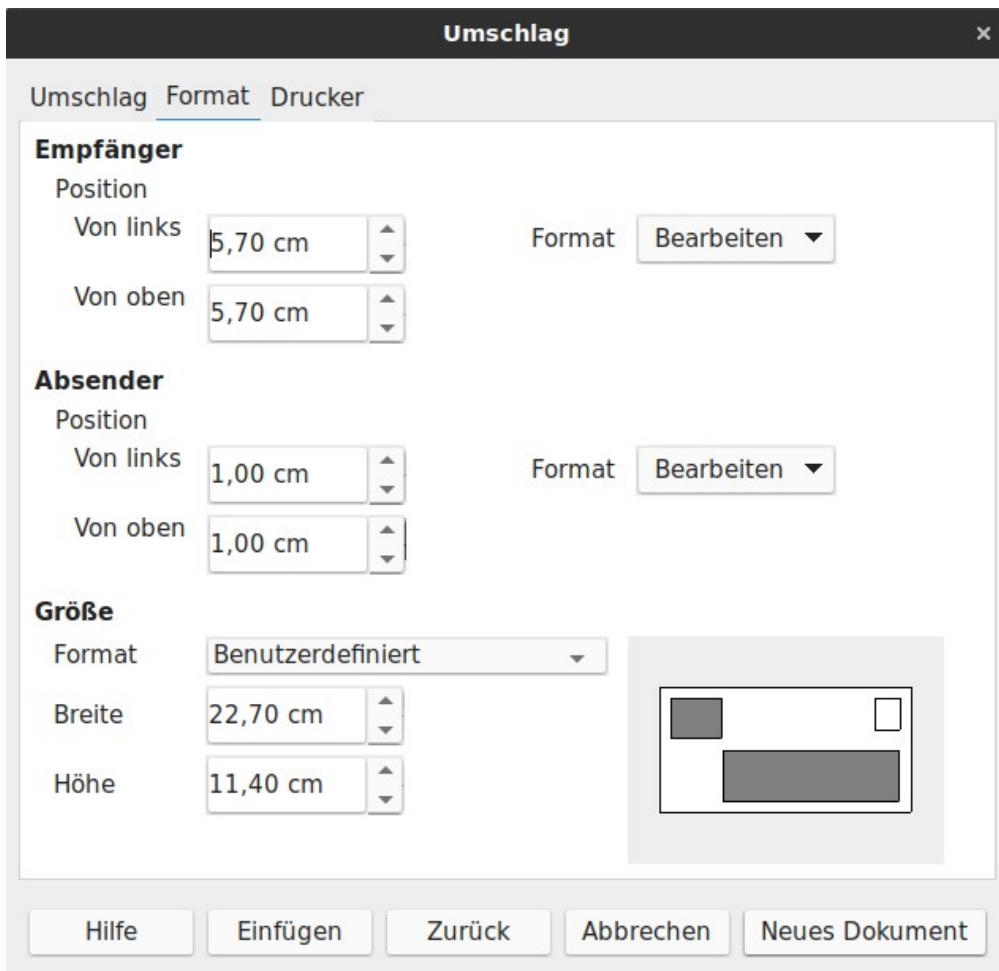 Umschlag ×
Umschlag Format Drucker
Empfänger
Position
Von links 5,70 cm Format Bearbeiten
Von oben 5,70 cm
Absender
Position
Von links 1,00 cm Format Bearbeiten
Von oben 1,00 cm
Größe
Format Benutzerdefiniert
Breite 22,70 cm
Höhe 11,40 cm
Hilfe Einfügen Zurück Abbrechen Neues Dokument